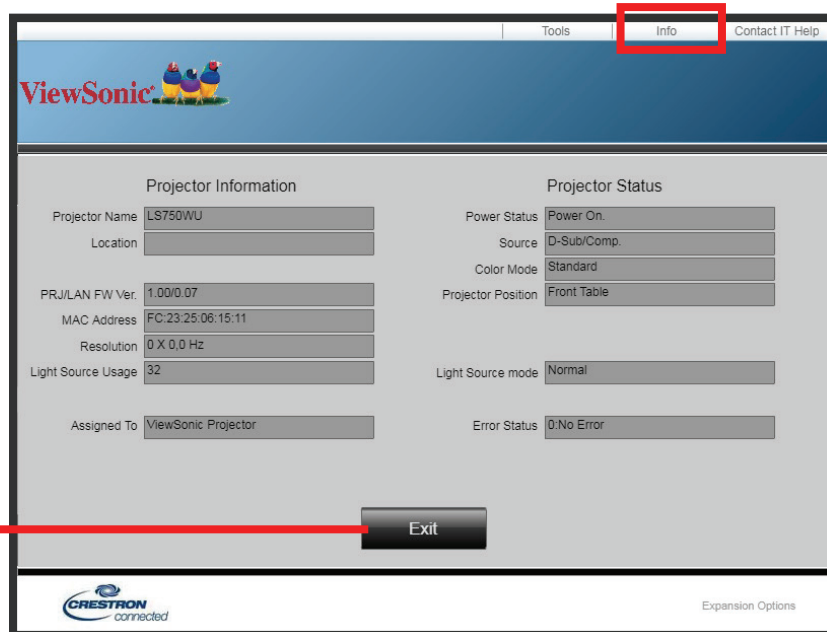 Tools
Info
Contact IT Help
ViewSonic
Projector Information
Projector Name LS750WU
Location
PRJ/LAN FW Ver. 1.00/0.07
MAC Address FC:23:25:06:15:11
Resolution 0 X 0,0 Hz
Light Source Usage 32
Assigned To ViewSonic Projector
Projector Status
Power Status Power On.
Source D-Sub/Comp.
Color Mode Standard
Projector Position Front Table
Light Source mode Normal
Error Status 0:No Error
Exit
CRESTRON
connected
Expansion Options